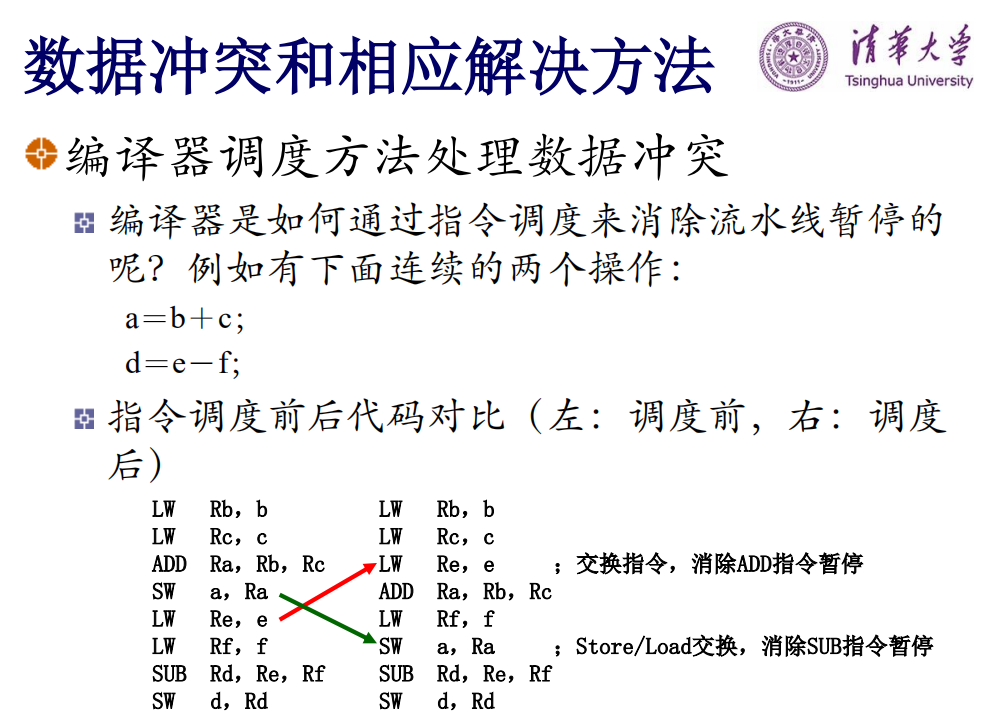 数据冲突和相应解决方法
清華大学
Tsinghua University
编译器调度方法处理数据冲突
编译器是如何通过指令调度来消除流水线暂停的
呢？例如有下面连续的两个操作：
a＝b＋c;
d＝e－f;
指令调度前后代码对比（左：调度前，右：调度
后）
LW Rb，b LW Rb，b
LW Rc，c LW Rc，c
ADD Ra，Rb，Rc LW Re，e ；交换指令，消除ADD指令暂停
SW a，Ra ADD Ra，Rb，Rc
LW Re，e LW Rf，f
LW Rf，f SW a，Ra ；Store/Load交换，消除SUB指令暂停
SUB Rd，Re，Rf SUB Rd，Re，Rf
SW d，Rd SW d，Rd